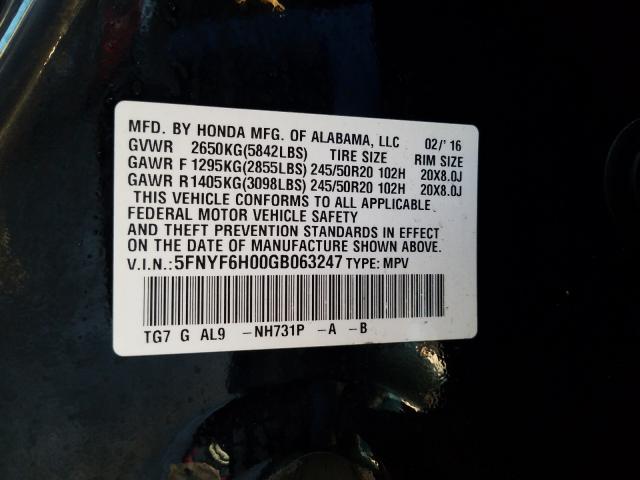 MFD. BY HONDA MFG. OF ALABAMA, LLC 02/' 16
GVWR 2650KG(5842LBS) TIRE SIZE RIM SIZE
GAWR F 1295KG(2855LBS) 245/50R20 102H 20X8.0J
GAWR R1405KG(3098LBS) 245/50R20 102H 20X8.0J
THIS VEHICLE CONFORMS TO ALL APPLICABLE
FEDERAL MOTOR VEHICLE SAFETY
AND THEFT PREVENTION STANDARDS IN EFFECT
ON THE DATE OF MANUFACTURE SHOWN ABOVE.
V.I.N.:5FNYF6H00GB063247 TYPE: MPV
TG7 G AL9 -NH731P -A -B